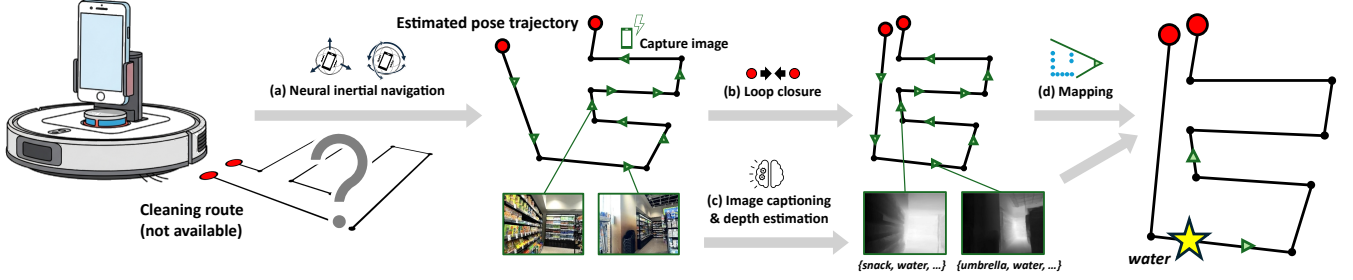 Estimated pose trajectory
Capture image
(a) Neural inertial navigation
(b) Loop closure
(d) Mapping
Cleaning route
(not available)
?
(c) Image captioning
& depth estimation
{snack, water, ...}
{umbrella, water, ...}
water